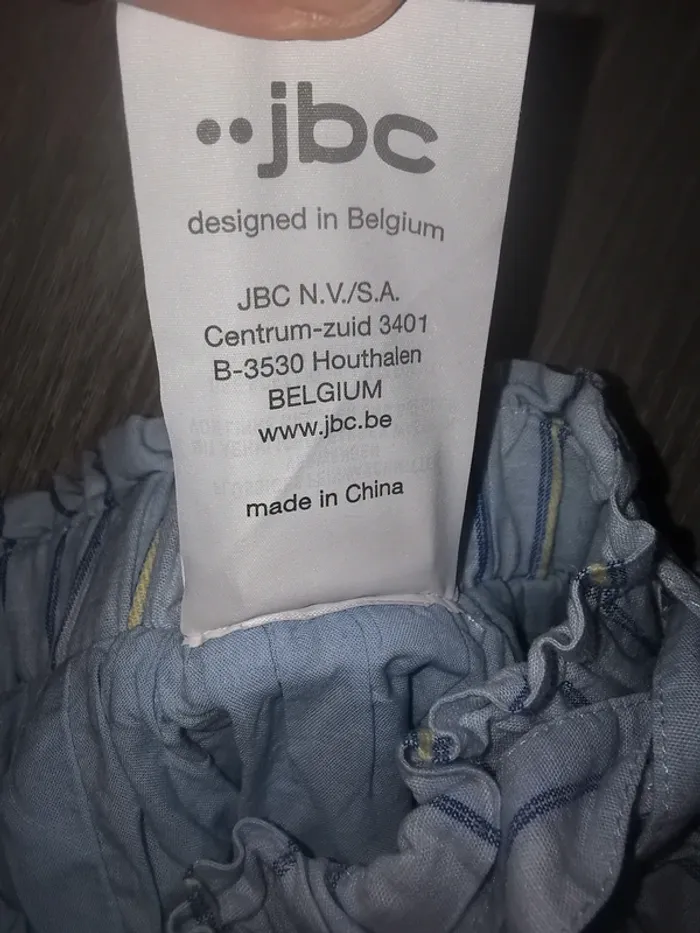 jbc
designed in Belgium
JBC N.V./S.A.
Centrum-zuid 3401
B-3530 Houthalen
BELGIUM
www.jbc.be
made in China